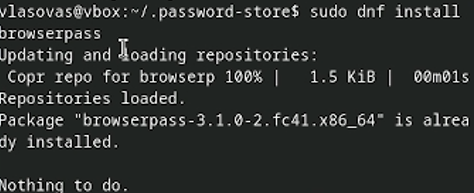 vlasovas@vbox:~/.password-store$ sudo dnf install
browserpass
Updating and loading repositories:
 Copr repo for browserp 100% |   1.5 KiB |  00m01s
Repositories loaded.
Package "browserpass-3.1.0-2.fc41.x86_64" is alrea
dy installed.

Nothing to do.